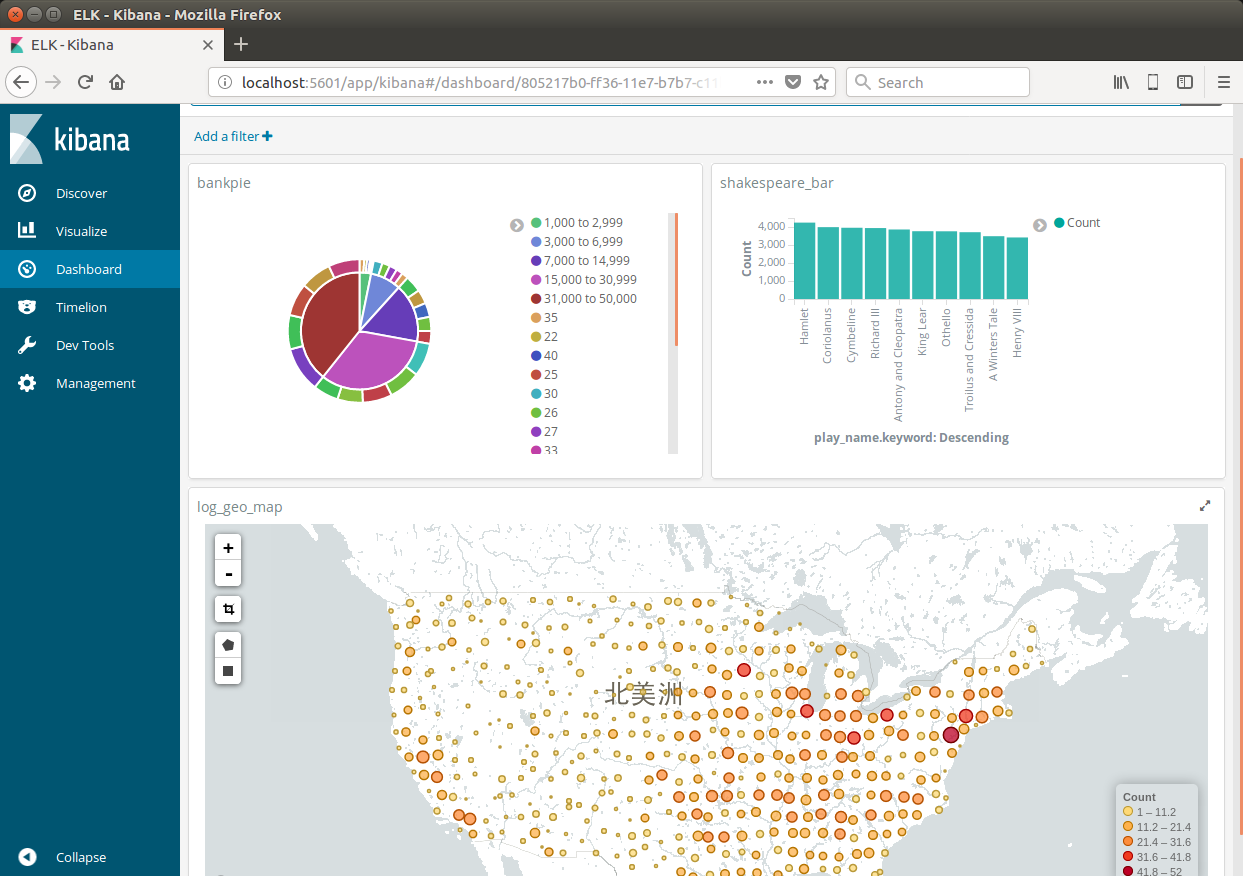 ELK - Kibana - Mozilla Firefox
ELK - Kibana
localhost:5601/app/kibana#/dashboard/805217b0-ff36-11e7-b7b7-c11
Search
kibana
Discover
Visualize
Dashboard
Timelion
Dev Tools
Management
Collapse
Add a filter +
bankpie
1,000 to 2,999
3,000 to 6,999
7,000 to 14,999
15,000 to 30,999
31,000 to 50,000
35
22
40
25
30
26
27
33
shakespeare_bar
Count
4,000
3,000
2,000
1,000
0
Hamlet
Coriolanus
Cymbeline
Richard III
Antony and Cleopatra
King Lear
Othello
Troilus and Cressida
A Winters Tale
Henry VIII
play_name.keyword: Descending
Count
log_geo_map
+
-
北美洲
Count
1 – 11.2
11.2 – 21.4
21.4 – 31.6
31.6 – 41.8
41.8 – 52